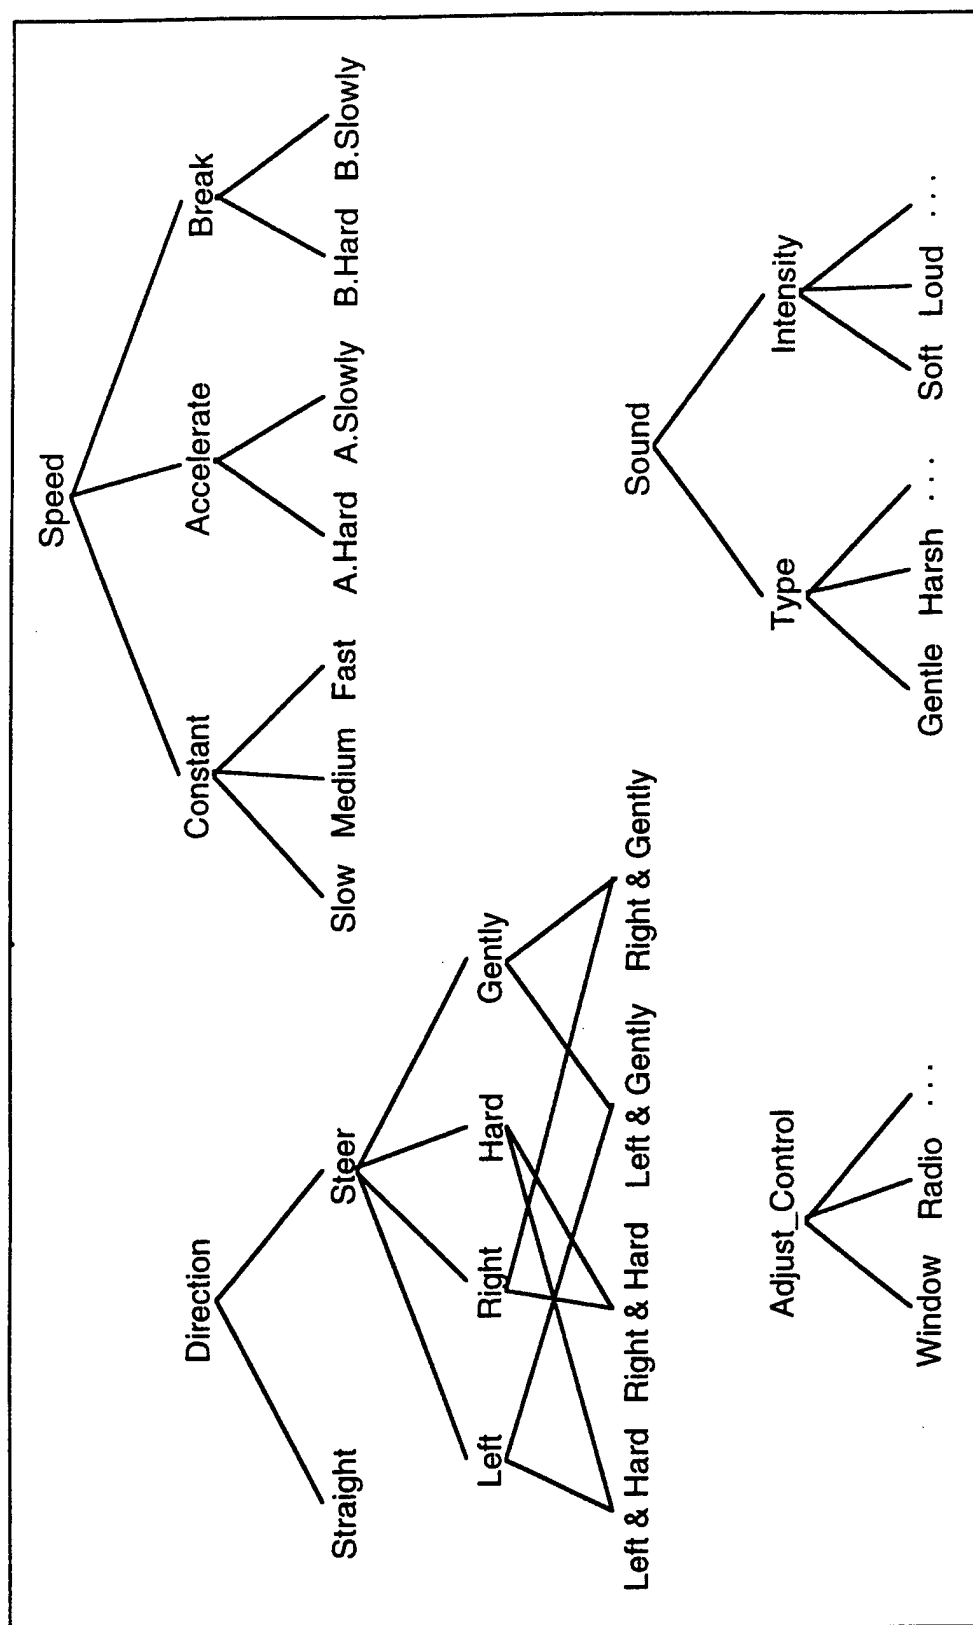 Speed
Direction Constant Accelerate Break
Straight Steer Slow Medium Fast A.Hard A.Slowly B.Hard B.Slowly
Left Right Hard Gently
Left & Hard Right & Hard Left & Gently Right & Gently Sound
Adjust_Control Type Intensity
Window Radio ... Gentle Harsh ... Soft Loud ...